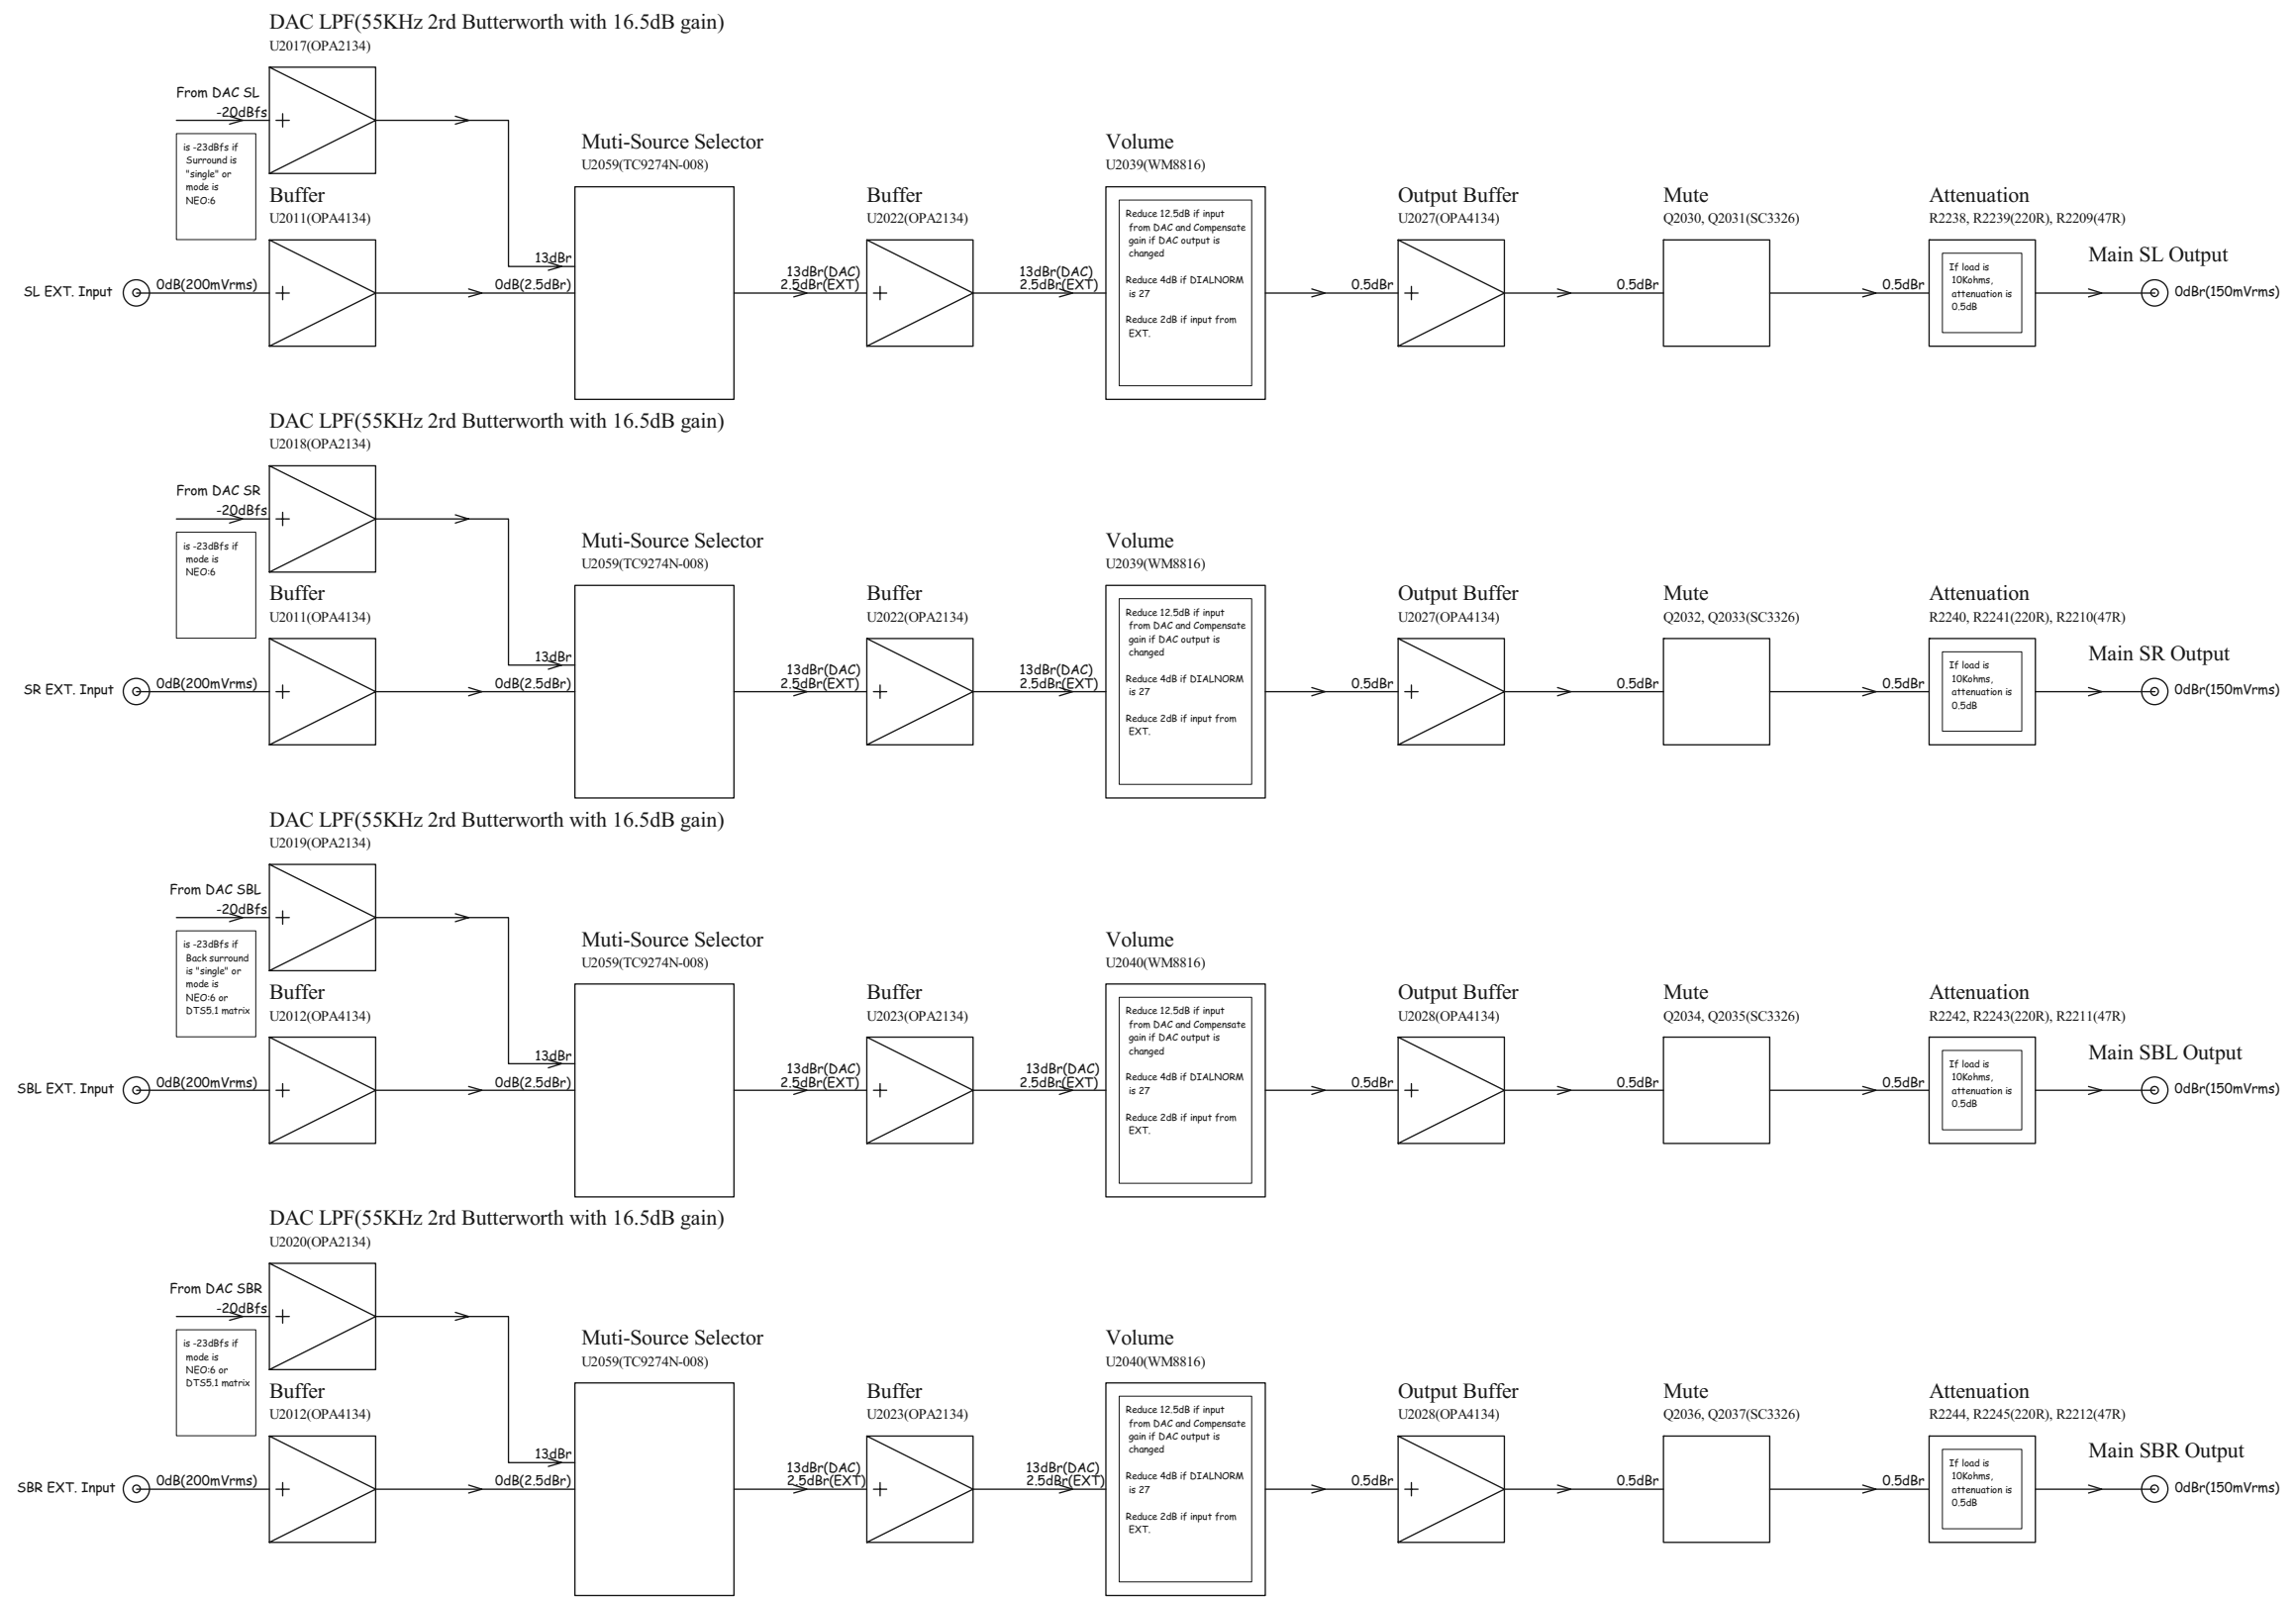 DAC LPF(55KHz 2rd Butterworth with 16.5dB gain)
U2017(OPA2134)
From DAC SL
-20dBfs
is -23dBfs if
Surround is
"single" or
mode is
NEO:6
Buffer
U2011(OPA4134)
SL EXT. Input
0dB(200mVrms)
13dBr
0dB(2.5dBr)
Muti-Source Selector
U2059(TC9274N-008)
13dBr(DAC)
2.5dBr(EXT)
Buffer
U2022(OPA2134)
13dBr(DAC)
2.5dBr(EXT)
Volume
U2039(WM8816)
Reduce 12.5dB if input
from DAC and Compensate
gain if DAC output is
changed
Reduce 4dB if DIALNORM
is 27
Reduce 2dB if input from
EXT.
0.5dBr
Output Buffer
U2027(OPA4134)
0.5dBr
Mute
Q2030, Q2031(SC3326)
0.5dBr
Attenuation
R2238, R2239(220R), R2209(47R)
If load is
10Kohms,
attenuation is
0.5dB
Main SL Output
0dBr(150mVrms)
DAC LPF(55KHz 2rd Butterworth with 16.5dB gain)
U2018(OPA2134)
From DAC SR
-20dBfs
is -23dBfs if
mode is
NEO:6
Buffer
U2011(OPA4134)
SR EXT. Input
0dB(200mVrms)
13dBr
0dB(2.5dBr)
Muti-Source Selector
U2059(TC9274N-008)
13dBr(DAC)
2.5dBr(EXT)
Buffer
U2022(OPA2134)
13dBr(DAC)
2.5dBr(EXT)
Volume
U2039(WM8816)
Reduce 12.5dB if input
from DAC and Compensate
gain if DAC output is
changed
Reduce 4dB if DIALNORM
is 27
Reduce 2dB if input from
EXT.
0.5dBr
Output Buffer
U2027(OPA4134)
0.5dBr
Mute
Q2032, Q2033(SC3326)
0.5dBr
Attenuation
R2240, R2241(220R), R2210(47R)
If load is
10Kohms,
attenuation is
0.5dB
Main SR Output
0dBr(150mVrms)
DAC LPF(55KHz 2rd Butterworth with 16.5dB gain)
U2019(OPA2134)
From DAC SBL
-20dBfs
is -23dBfs if
Back surround
is "single" or
mode is
NEO:6 or
DTS5.1 matrix
Buffer
U2012(OPA4134)
SBL EXT. Input
0dB(200mVrms)
13dBr
0dB(2.5dBr)
Muti-Source Selector
U2059(TC9274N-008)
13dBr(DAC)
2.5dBr(EXT)
Buffer
U2023(OPA2134)
13dBr(DAC)
2.5dBr(EXT)
Volume
U2040(WM8816)
Reduce 12.5dB if input
from DAC and Compensate
gain if DAC output is
changed
Reduce 4dB if DIALNORM
is 27
Reduce 2dB if input from
EXT.
0.5dBr
Output Buffer
U2028(OPA4134)
0.5dBr
Mute
Q2034, Q2035(SC3326)
0.5dBr
Attenuation
R2242, R2243(220R), R2211(47R)
If load is
10Kohms,
attenuation is
0.5dB
Main SBL Output
0dBr(150mVrms)
DAC LPF(55KHz 2rd Butterworth with 16.5dB gain)
U2020(OPA2134)
From DAC SBR
-20dBfs
is -23dBfs if
mode is
NEO:6 or
DTS5.1 matrix
Buffer
U2012(OPA4134)
SBR EXT. Input
0dB(200mVrms)
13dBr
0dB(2.5dBr)
Muti-Source Selector
U2059(TC9274N-008)
13dBr(DAC)
2.5dBr(EXT)
Buffer
U2023(OPA2134)
13dBr(DAC)
2.5dBr(EXT)
Volume
U2040(WM8816)
Reduce 12.5dB if input
from DAC and Compensate
gain if DAC output is
changed
Reduce 4dB if DIALNORM
is 27
Reduce 2dB if input from
EXT.
0.5dBr
Output Buffer
U2028(OPA4134)
0.5dBr
Mute
Q2036, Q2037(SC3326)
0.5dBr
Attenuation
R2244, R2245(220R), R2212(47R)
If load is
10Kohms,
attenuation is
0.5dB
Main SBR Output
0dBr(150mVrms)